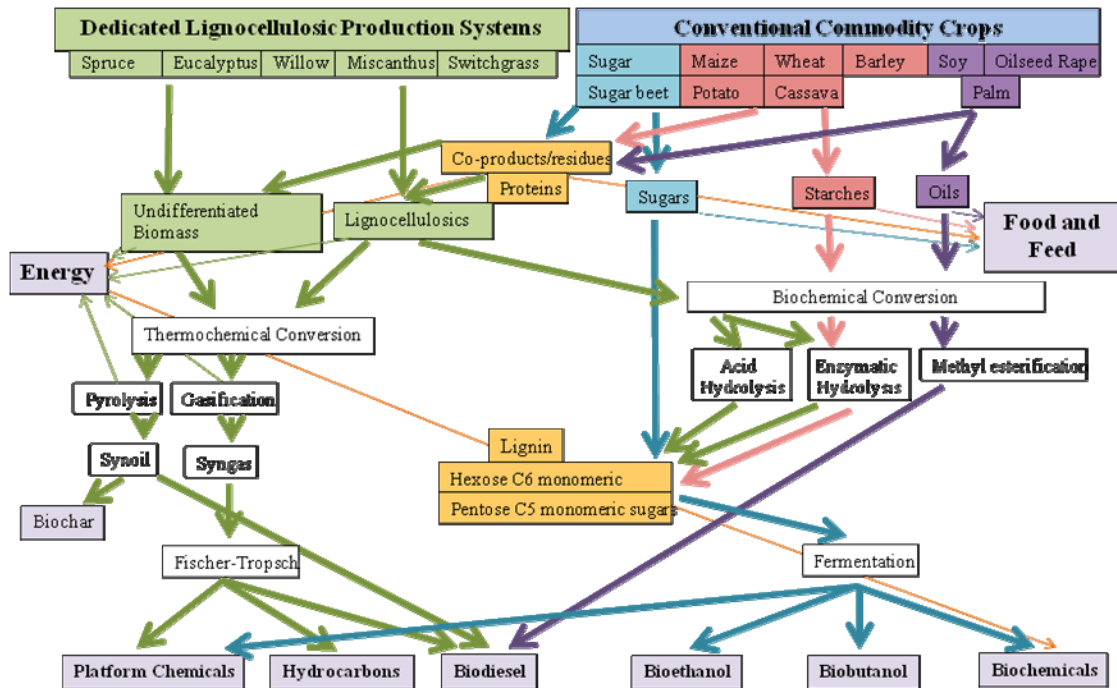 Dedicated Lignocellulosic Production Systems
Conventional Commodity Crops
Spruce
Eucalyptus
Willow
Miscanthus
Switchgrass
Sugar
Maize
Wheat
Barley
Soy
Oilseed Rape
Sugar beet
Potato
Cassava
Palm
Co-products/residues
Proteins
Undifferentiated
Biomass
Lignocellulosics
Sugars
Starches
Oils
Food and
Feed
Energy
Biochemical Conversion
Thermochemical Conversion
Acid
Hydrolysis
Enzymatic
Hydrolysis
Methyl esterification
Pyrolysis
Gasification
Synoil
Syngas
Lignin
Hexose C6 monomeric
Pentose C5 monomeric sugars
Biochar
Fischer-Tropsch
Fermentation
Platform Chemicals
Hydrocarbons
Biodiesel
Bioethanol
Biobutanol
Biochemicals